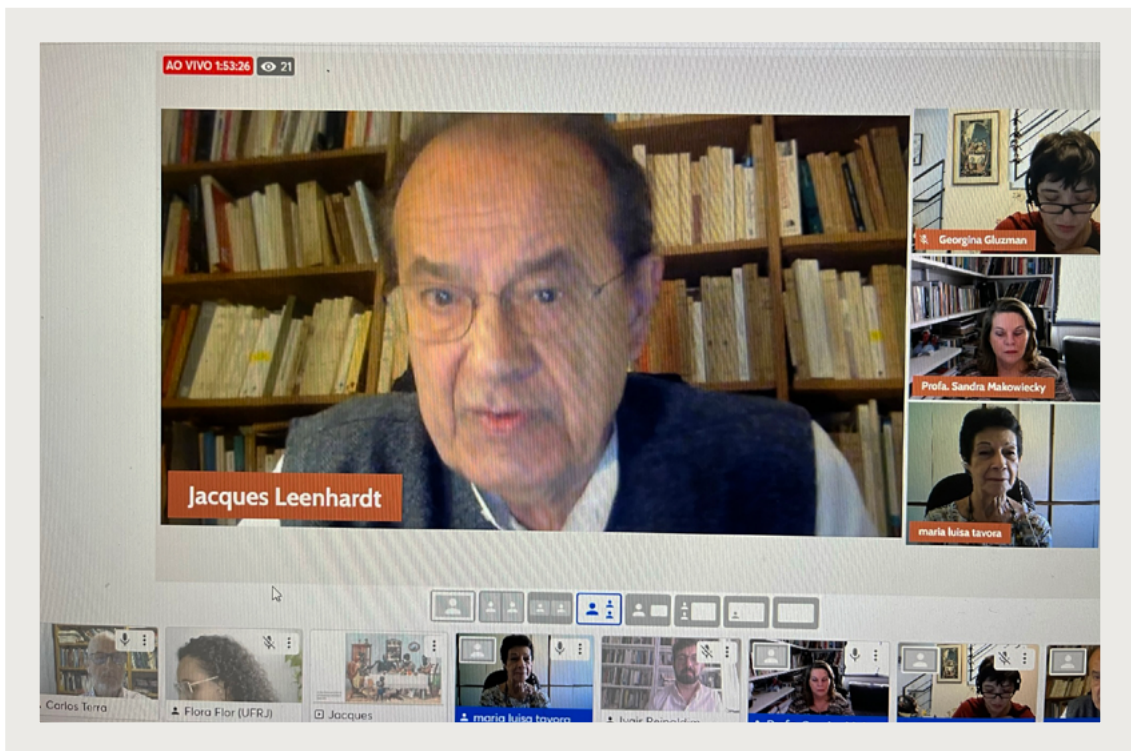 AO VIVO 1:53:26 21
Georgina Gluzman
Profa. Sandra Makowiecky
maria luisa tavora
Jacques Leenhardt
Carlos Terra
Flora Flor (UFRJ)
Jacques
maria luisa tavora